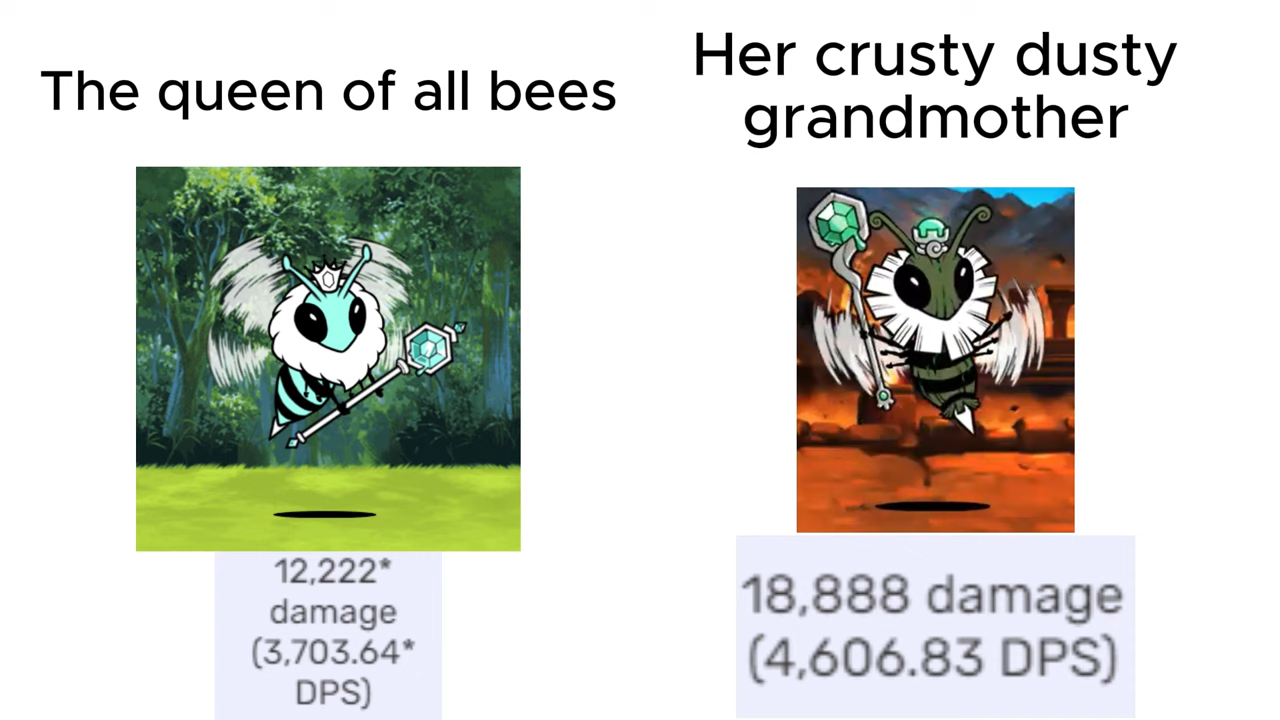 The queen of all bees
Her crusty dusty
grandmother
12,222*
damage
(3,703.64*
DPS)
18,888 damage
(4,606.83 DPS)